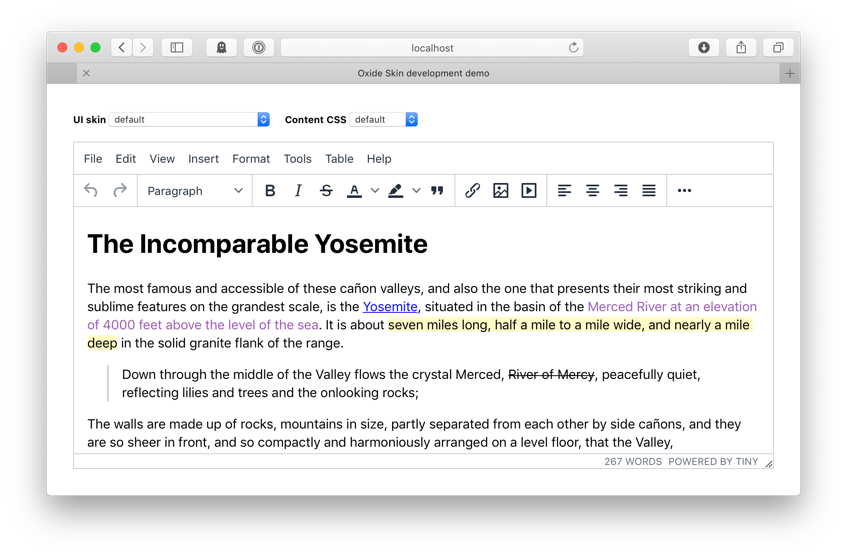 localhost
Oxide Skin development demo
UI skin default Content CSS default
File Edit View Insert Format Tools Table Help
Paragraph B I S A
The Incomparable Yosemite
The most famous and accessible of these cañon valleys, and also the one that presents their most striking and
sublime features on the grandest scale, is the Yosemite, situated in the basin of the Merced River at an elevation
of 4000 feet above the level of the sea. It is about seven miles long, half a mile to a mile wide, and nearly a mile
deep in the solid granite flank of the range.
Down through the middle of the Valley flows the crystal Merced, River of Mercy, peacefully quiet,
reflecting lilies and trees and the onlooking rocks;
The walls are made up of rocks, mountains in size, partly separated from each other by side cañons, and they
are so sheer in front, and so compactly and harmoniously arranged on a level floor, that the Valley,
267 WORDS POWERED BY TINY